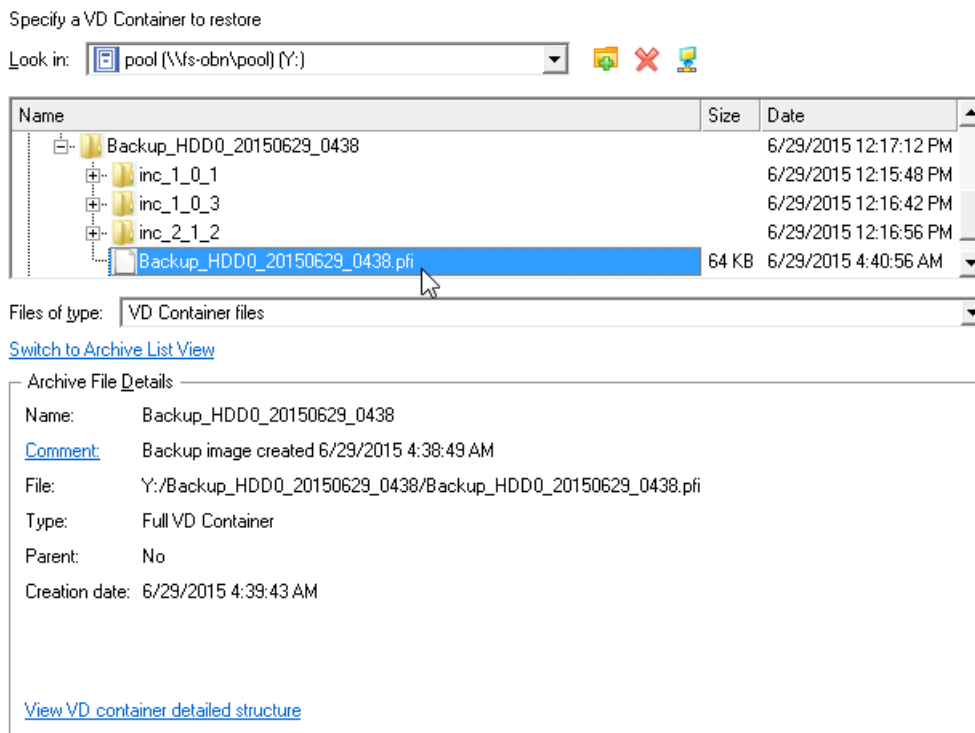 Specify a VD Container to restore
Look in: pool (\\fs-obn\pool) (Y:)
Name Size Date
Backup_HDD0_20150629_0438 6/29/2015 12:17:12 PM
inc_1_0_1 6/29/2015 12:15:48 PM
inc_1_0_3 6/29/2015 12:16:42 PM
inc_2_1_2 6/29/2015 12:16:56 PM
Backup_HDD0_20150629_0438.pfi 64 KB 6/29/2015 4:40:56 AM
Files of type: VD Container files
Switch to Archive List View
Archive File Details
Name: Backup_HDD0_20150629_0438
Comment: Backup image created 6/29/2015 4:38:49 AM
File: Y:/Backup_HDD0_20150629_0438/Backup_HDD0_20150629_0438.pfi
Type: Full VD Container
Parent: No
Creation date: 6/29/2015 4:39:43 AM
View VD container detailed structure